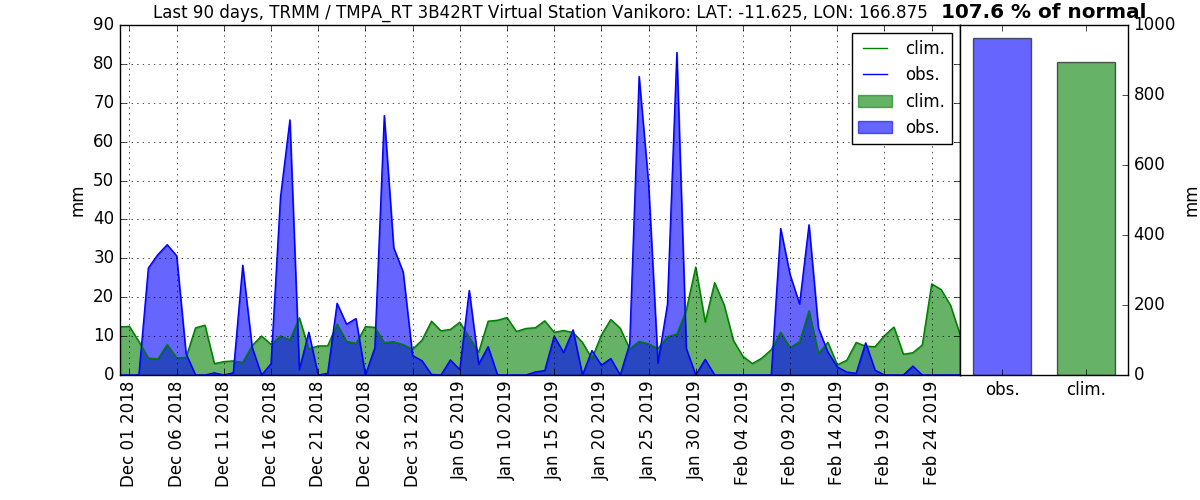 Last 90 days, TRMM / TMPA_RT 3B42RT Virtual Station Vanikoro: LAT: -11.625, LON: 166.875 107.6 % of normal
90
80
70
60
50
40
30
20
10
0
mm
clim.
obs.
clim.
obs.
Dec 01 2018
Dec 06 2018
Dec 11 2018
Dec 16 2018
Dec 21 2018
Dec 26 2018
Dec 31 2018
Jan 05 2019
Jan 10 2019
Jan 15 2019
Jan 20 2019
Jan 25 2019
Jan 30 2019
Feb 04 2019
Feb 09 2019
Feb 14 2019
Feb 19 2019
Feb 24 2019
1000
800
600
400
200
0
mm
obs.
clim.